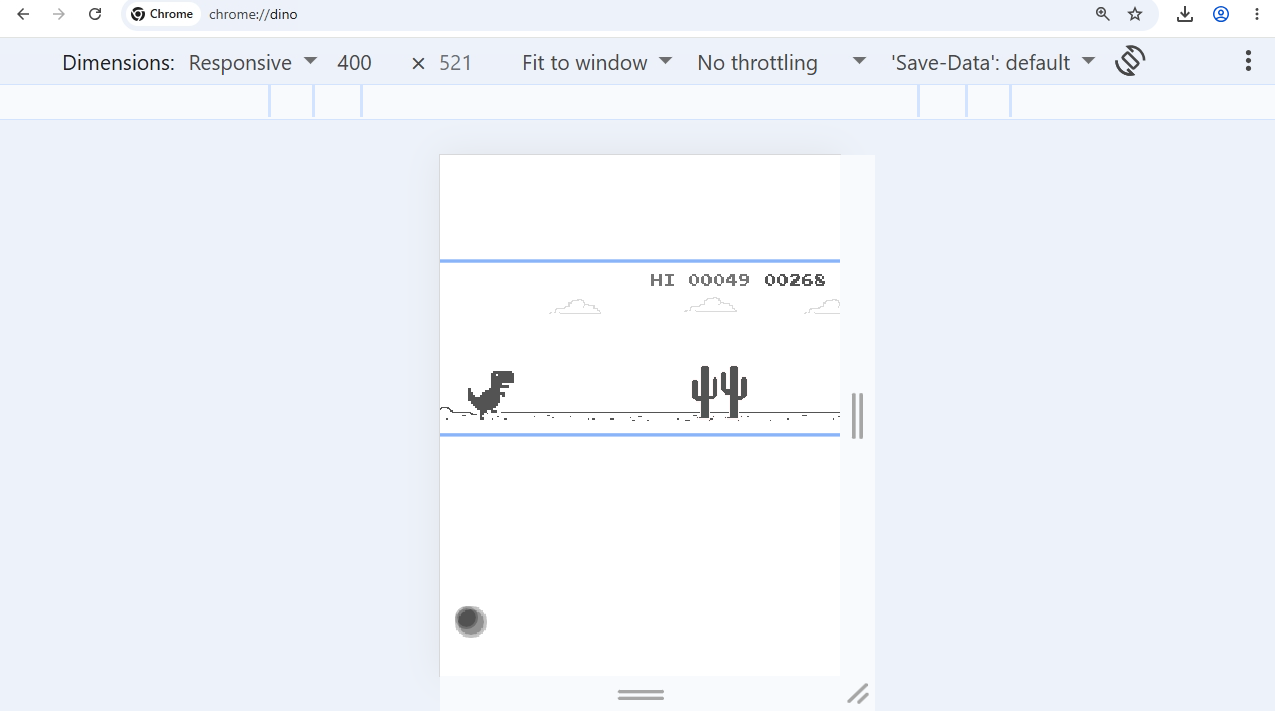 Chrome chrome://dino
Dimensions: Responsive 400 × 521 Fit to window No throttling 'Save-Data': default
HI 00049 00268